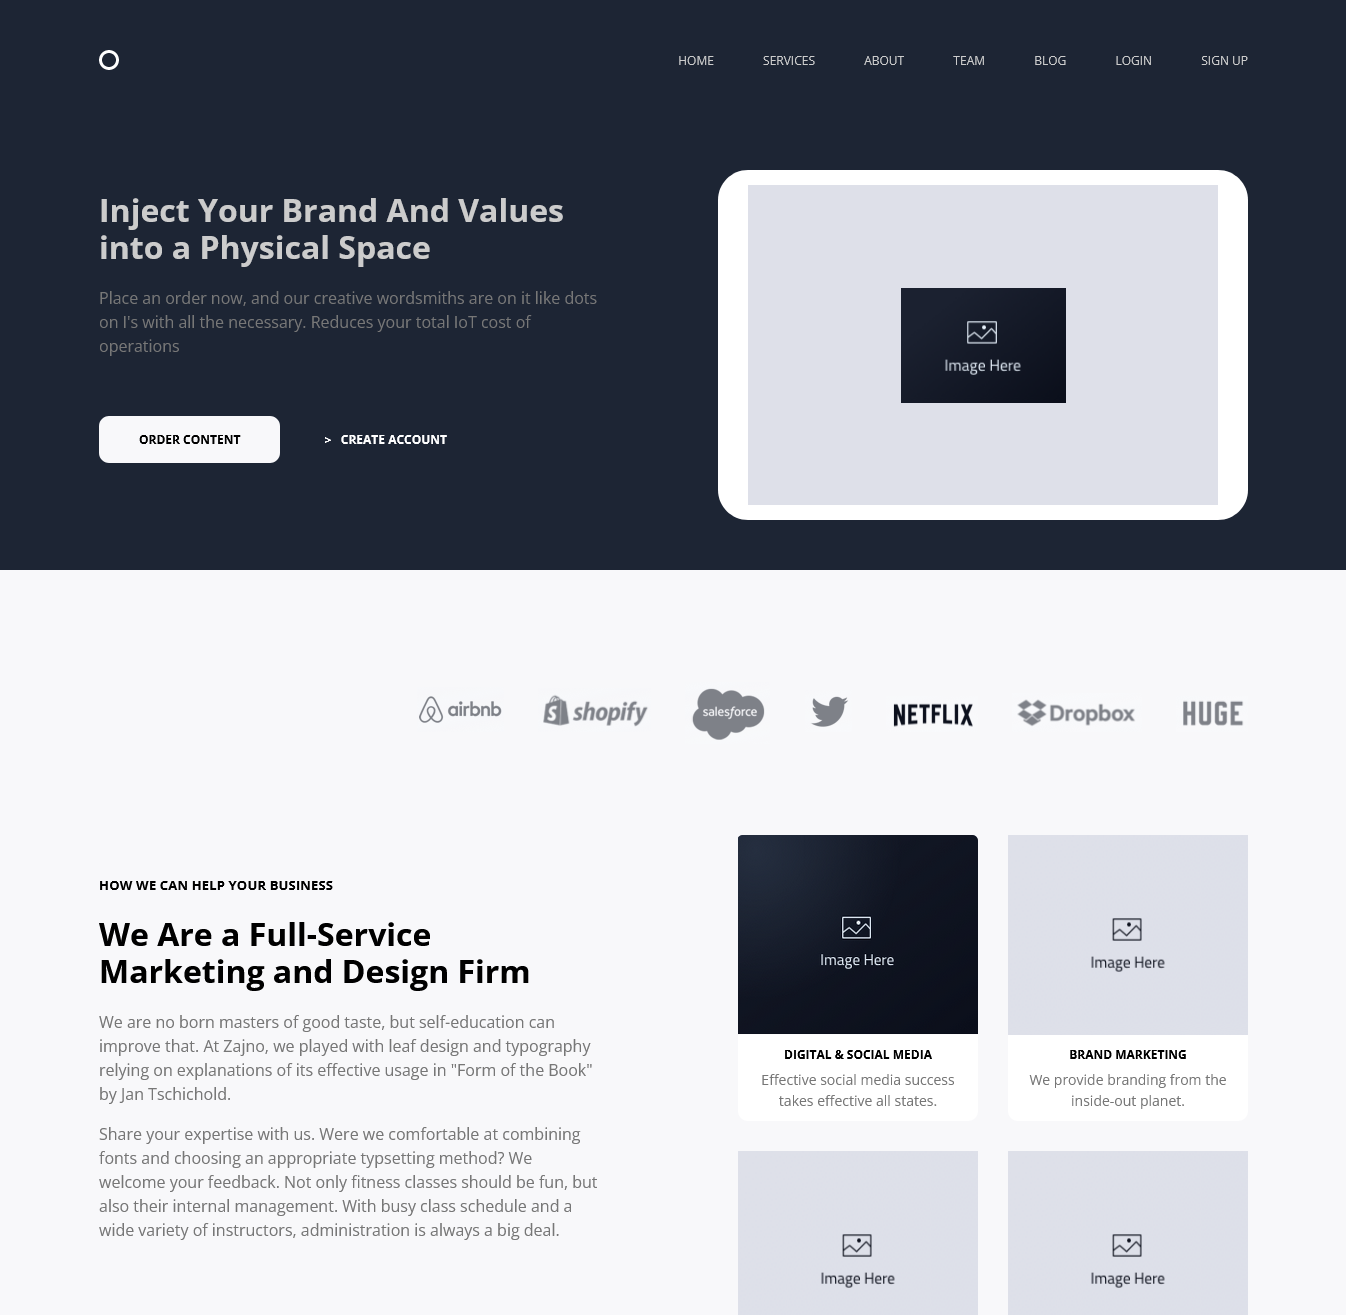 HOME SERVICES ABOUT TEAM BLOG LOGIN SIGN UP
Inject Your Brand And Values
into a Physical Space
Place an order now, and our creative wordsmiths are on it like dots
on I's with all the necessary. Reduces your total IoT cost of
operations
ORDER CONTENT
> CREATE ACCOUNT
Image Here
airbnb shopify salesforce NETFLIX Dropbox HUGE
HOW WE CAN HELP YOUR BUSINESS
We Are a Full-Service
Marketing and Design Firm
We are no born masters of good taste, but self-education can
improve that. At Zajno, we played with leaf design and typography
relying on explanations of its effective usage in "Form of the Book"
by Jan Tschichold.
Share your expertise with us. Were we comfortable at combining
fonts and choosing an appropriate typsetting method? We
welcome your feedback. Not only fitness classes should be fun, but
also their internal management. With busy class schedule and a
wide variety of instructors, administration is always a big deal.
Image Here
DIGITAL & SOCIAL MEDIA
Effective social media success
takes effective all states.
Image Here
BRAND MARKETING
We provide branding from the
inside-out planet.
Image Here
Image Here